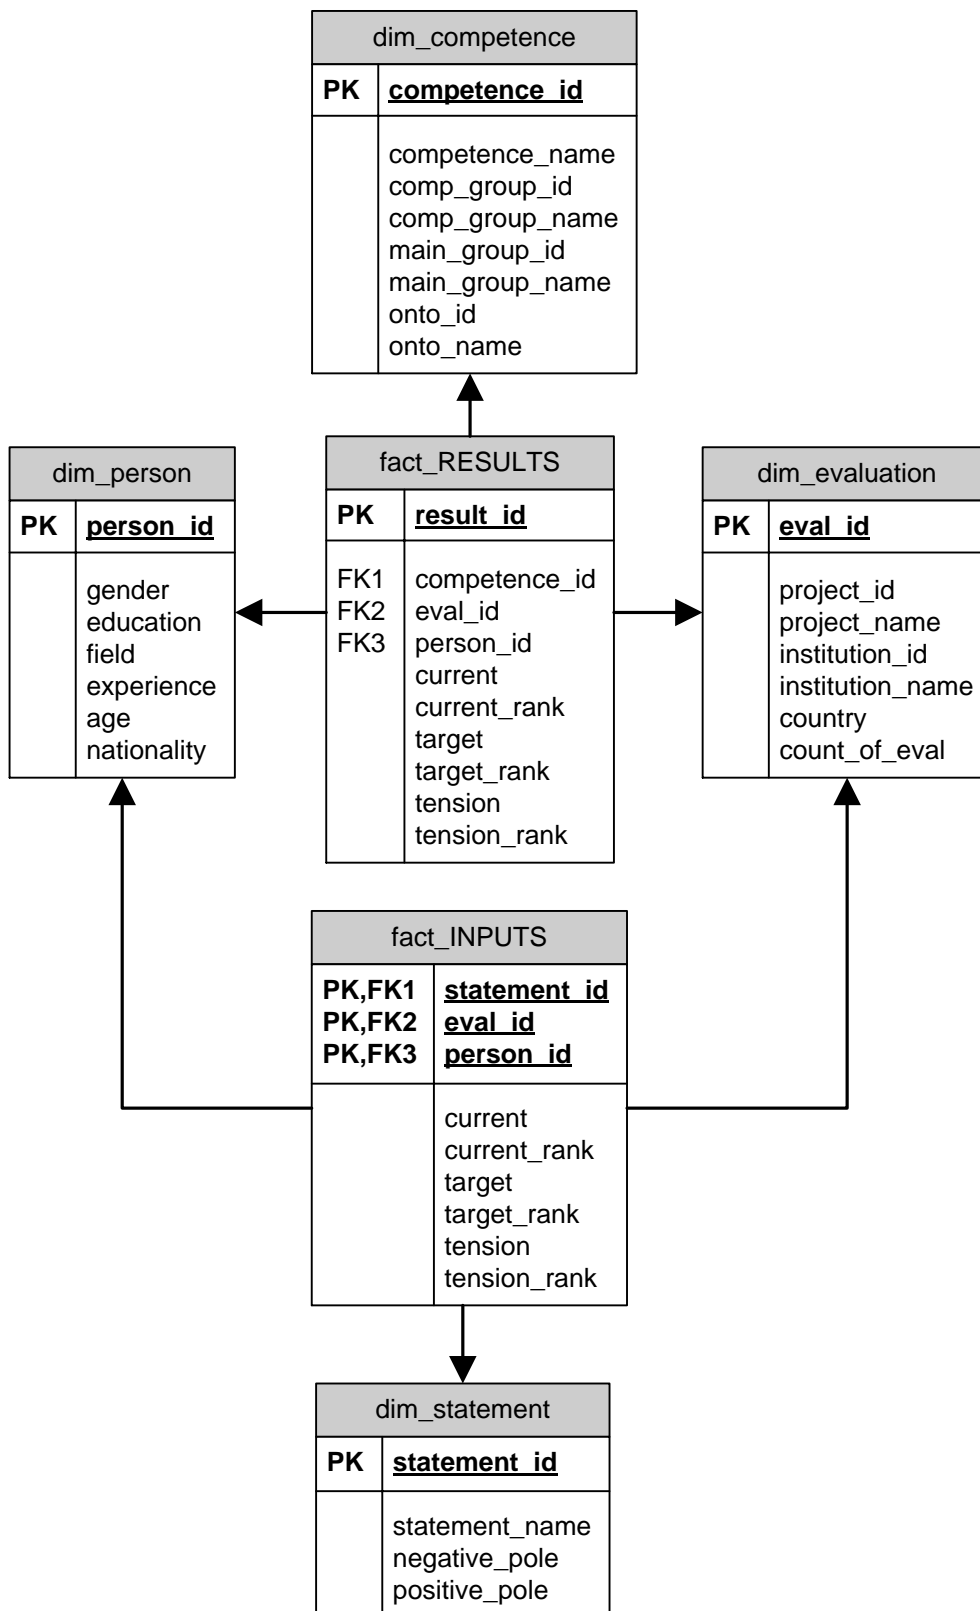 dim_competence
PK competence_id
competence_name
comp_group_id
comp_group_name
main_group_id
main_group_name
onto_id
onto_name
dim_person
PK person_id
gender
education
field
experience
age
nationality
fact_RESULTS
PK result_id
FK1 competence_id
FK2 eval_id
FK3 person_id
current
current_rank
target
target_rank
tension
tension_rank
dim_evaluation
PK eval_id
project_id
project_name
institution_id
institution_name
country
count_of_eval
fact_INPUTS
PK,FK1 statement_id
PK,FK2 eval_id
PK,FK3 person_id
current
current_rank
target
target_rank
tension
tension_rank
dim_statement
PK statement_id
statement_name
negative_pole
positive_pole